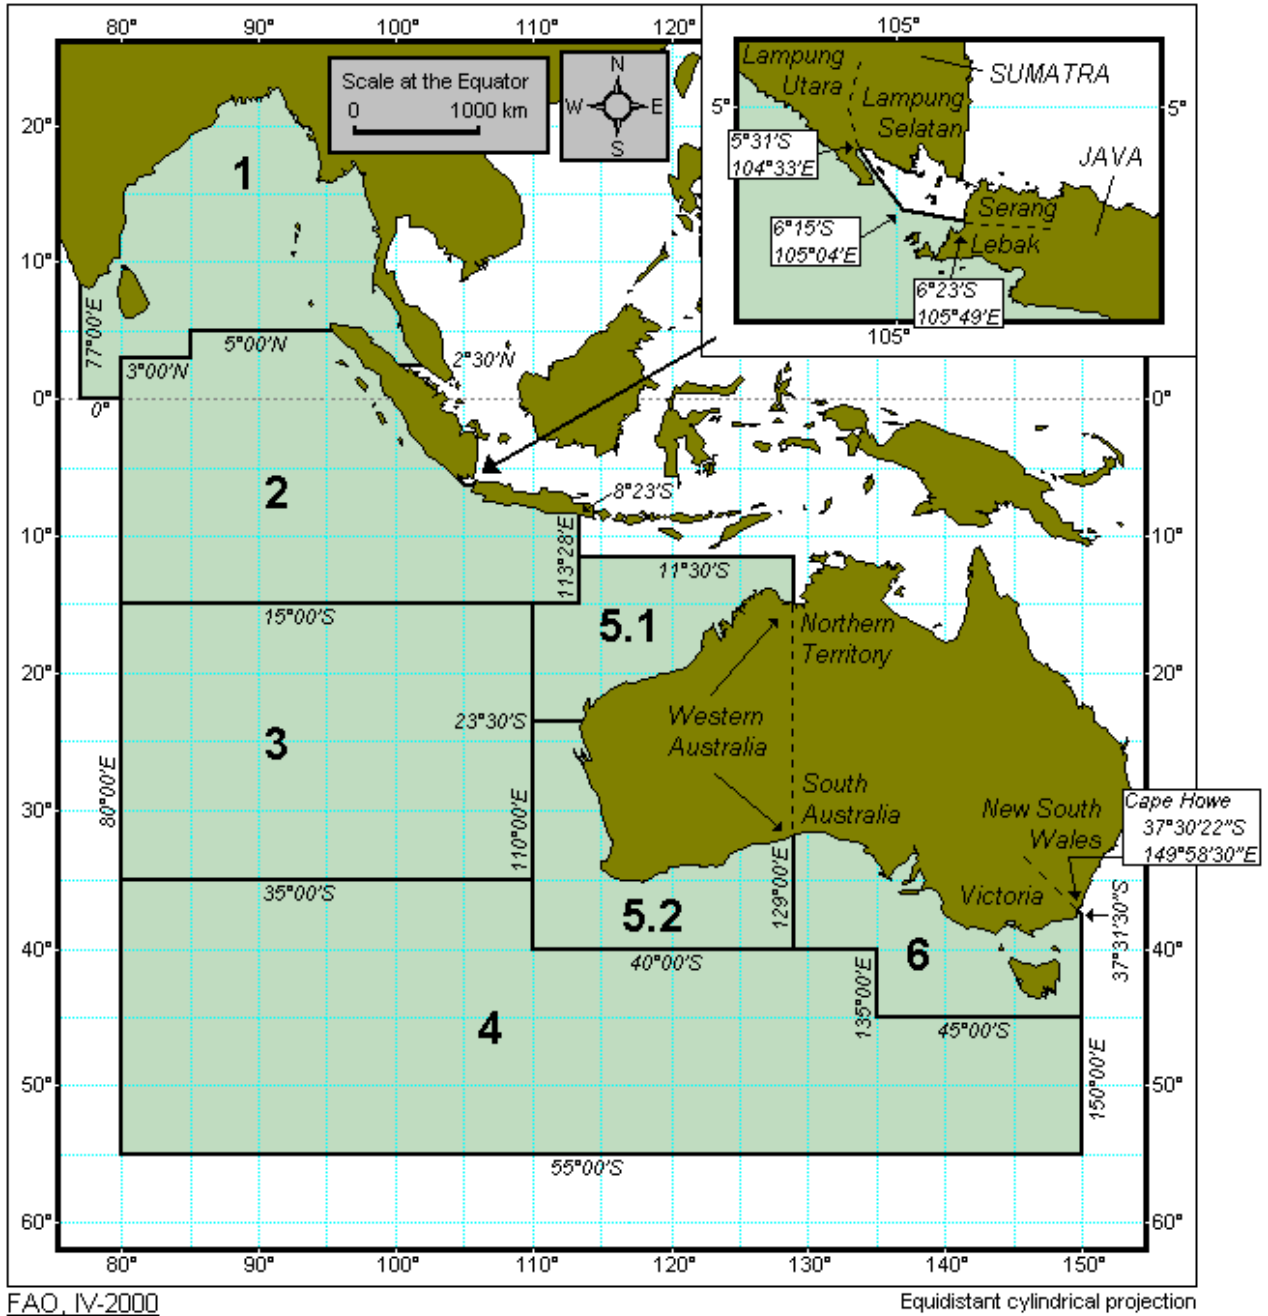 80° 90° 100° 110° 120°
Scale at the Equator
0 1000 km
N
W E
S
105°
Lampung
Utara
SUMATRA
Lampung
Selatan
5° 5°
5°31'S
104°33'E
JAVA
6°15'S
105°04'E
Serang
Lebak
6°23'S
105°49'E
105°
20°
1
10° 10°
77°00'E
5°00'N
3°00'N
2°30'N
0° 0°
0°
2
8°23'S
113°28'E
10° 10°
11°30'S
15°00'S
5.1
Northern
Territory
20° 20°
23°30'S
Western
Australia
3
80°00'E
110°00'E
South
Australia
New South
Wales
Cape Howe
37°30'22"S
149°58'30"E
30° 30°
35°00'S
129°00'E
Victoria
37°31'30"S
5.2
6
40° 40°
40°00'S
135°00'E
45°00'S
4
150°00'E
50° 50°
55°00'S
60° 60°
80° 90° 100° 110° 120° 130° 140° 150°
FAO, IV-2000
Equidistant cylindrical projection